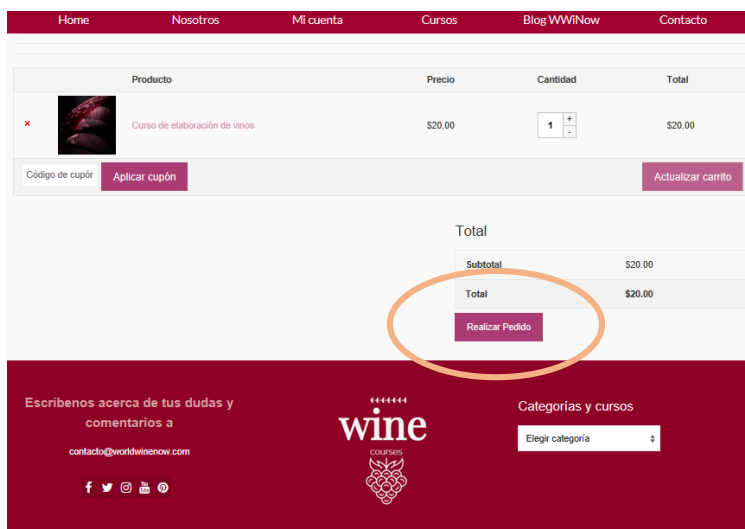 Home Nosotros Mi cuenta Cursos Blog WWiNow Contacto
Producto Precio Cantidad Total
× Curso de elaboración de vinos $20.00 1 + - $20.00
Código de cupór Aplicar cupón Actualizar carrito
Total
Subtotal $20.00
Total $20.00
Realizar Pedido
Escribenos acerca de tus dudas y
comentarios a
contacto@worldwinenow.com
wine
courses
Categorías y cursos
Elegir categoría